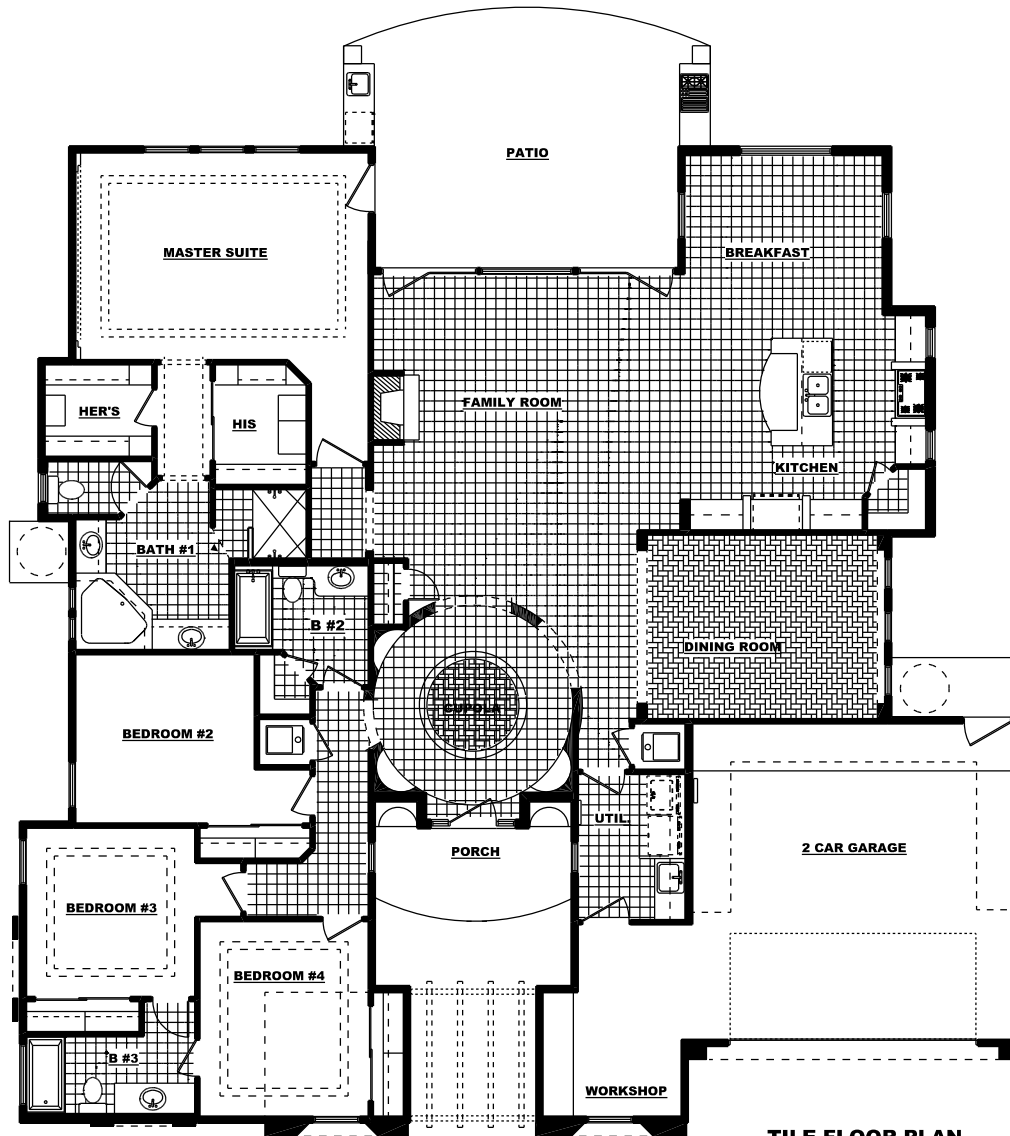 PATIO
MASTER SUITE
BREAKFAST
HER'S
HIS
FAMILY ROOM
KITCHEN
BATH #1
B #2
DINING ROOM
CUPOLA
BEDROOM #2
UTIL.
PORCH
2 CAR GARAGE
BEDROOM #3
BEDROOM #4
B #3
WORKSHOP
TILE FLOOR PLAN